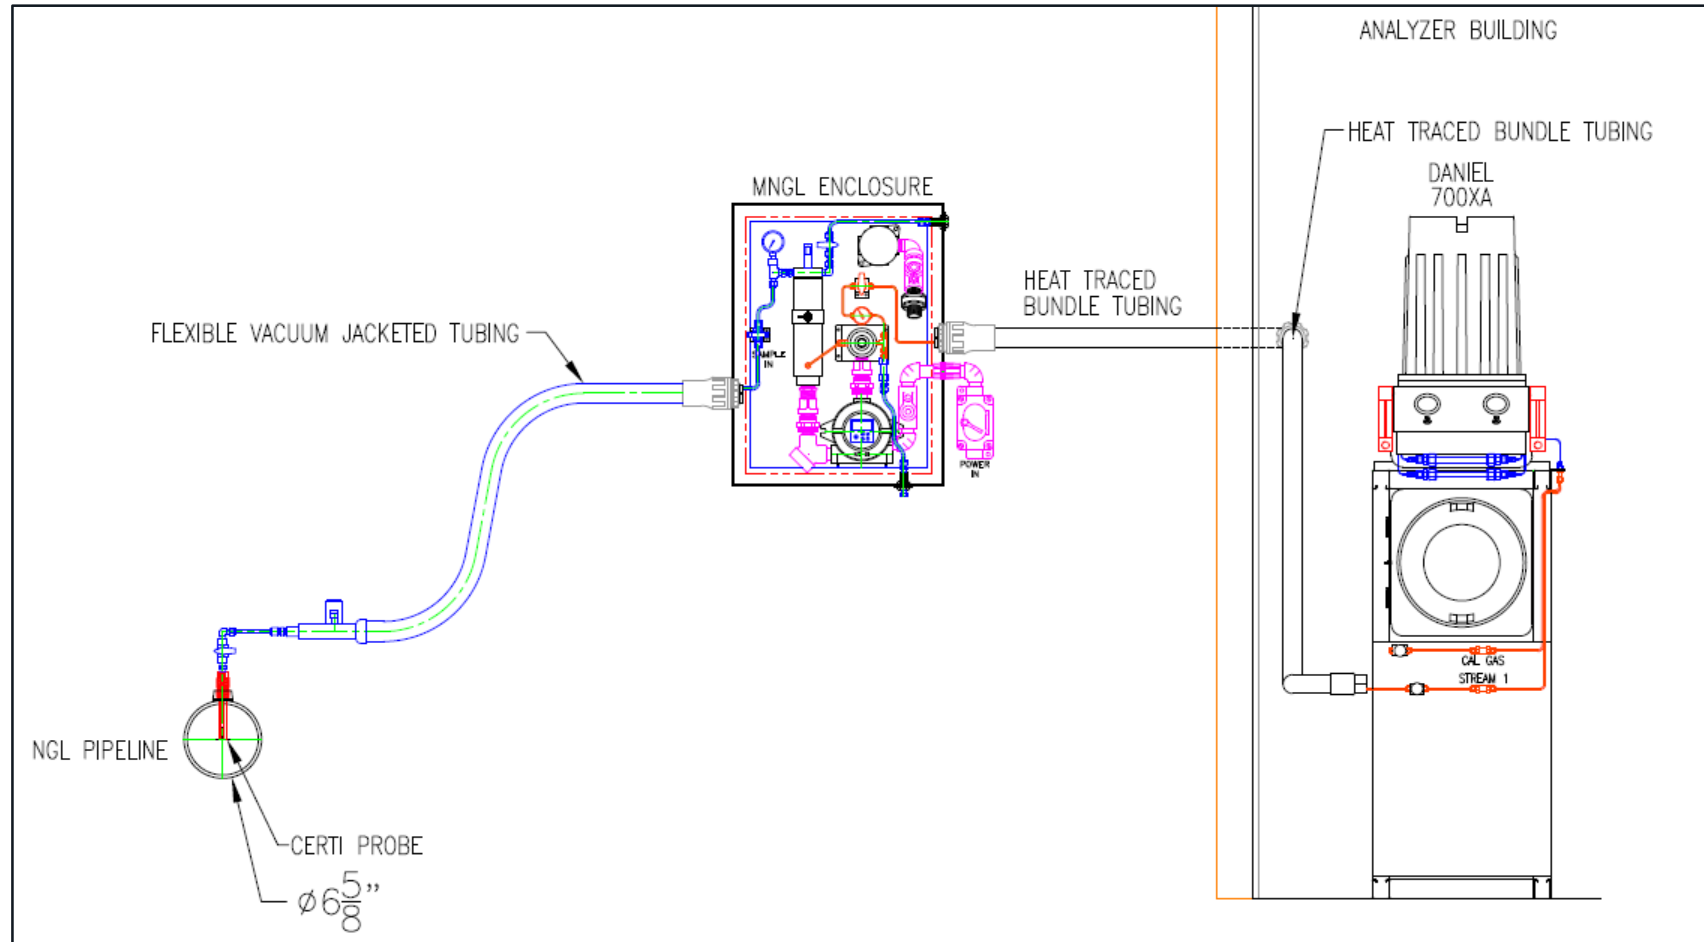 ANALYZER BUILDING
HEAT TRACED BUNDLE TUBING
DANIEL
700XA
MNGL ENCLOSURE
HEAT TRACED
BUNDLE TUBING
FLEXIBLE VACUUM JACKETED TUBING
SAMPLE
IN
POWER
IN
CAL GAS
STREAM 1
NGL PIPELINE
CERTI PROBE
Ø6 5/8"